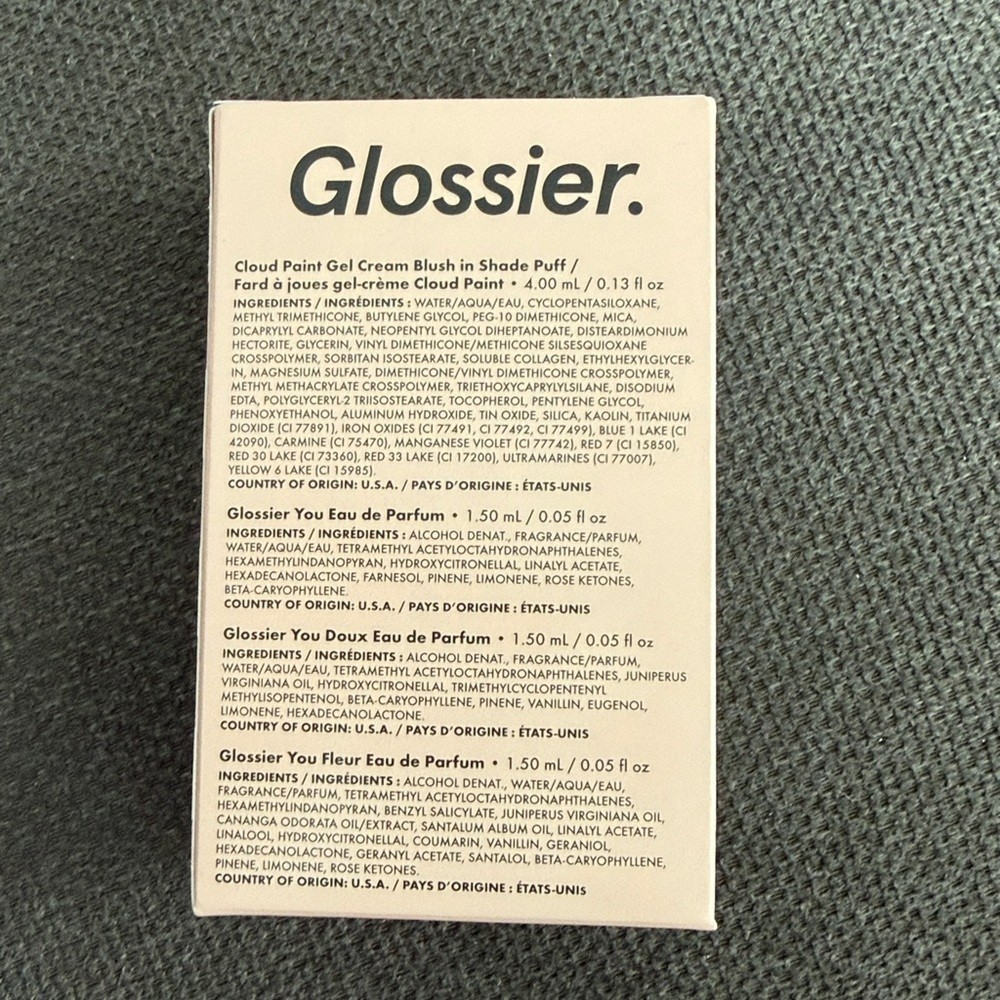 Glossier.
Cloud Paint Gel Cream Blush in Shade Puff /
Fard à joues gel-crème Cloud Paint • 4.00 mL / 0.13 fl oz
INGREDIENTS / INGRÉDIENTS : WATER/AQUA/EAU, CYCLOPENTASILOXANE,
METHYL TRIMETHICONE, BUTYLENE GLYCOL, PEG-10 DIMETHICONE, MICA,
DICAPRYLYL CARBONATE, NEOPENTYL GLYCOL DIHEPTANOATE, DISTEARDIMONIUM
HECTORITE, GLYCERIN, VINYL DIMETHICONE/METHICONE SILSESQUIOXANE
CROSSPOLYMER, SORBITAN ISOSTEARATE, SOLUBLE COLLAGEN, ETHYLHEXYLGLYCER-
IN, MAGNESIUM SULFATE, DIMETHICONE/VINYL DIMETHICONE CROSSPOLYMER,
METHYL METHACRYLATE CROSSPOLYMER, TRIETHOXYCAPRYLYLSILANE, DISODIUM
EDTA, POLYGLYCERYL-2 TRIISOSTEARATE, TOCOPHEROL, PENTYLENE GLYCOL,
PHENOXYETHANOL, ALUMINUM HYDROXIDE, TIN OXIDE, SILICA, KAOLIN, TITANIUM
DIOXIDE (CI 77891), IRON OXIDES (CI 77491, CI 77492, CI 77499), BLUE 1 LAKE (CI
42090), CARMINE (CI 75470), MANGANESE VIOLET (CI 77742), RED 7 (CI 15850),
RED 30 LAKE (CI 73360), RED 33 LAKE (CI 17200), ULTRAMARINES (CI 77007),
YELLOW 6 LAKE (CI 15985).
COUNTRY OF ORIGIN: U.S.A. / PAYS D'ORIGINE : ÉTATS-UNIS
Glossier You Eau de Parfum • 1.50 mL / 0.05 fl oz
INGREDIENTS / INGRÉDIENTS : ALCOHOL DENAT., FRAGRANCE/PARFUM,
WATER/AQUA/EAU, TETRAMETHYL ACETYLOCTAHYDRONAPHTHALENES,
HEXAMETHYLINDANOPYRAN, HYDROXYCITRONELLAL, LINALYL ACETATE,
HEXADECANOLACTONE, FARNESOL, PINENE, LIMONENE, ROSE KETONES,
BETA-CARYOPHYLLENE.
COUNTRY OF ORIGIN: U.S.A. / PAYS D'ORIGINE : ÉTATS-UNIS
Glossier You Doux Eau de Parfum • 1.50 mL / 0.05 fl oz
INGREDIENTS / INGRÉDIENTS : ALCOHOL DENAT., FRAGRANCE/PARFUM,
WATER/AQUA/EAU, TETRAMETHYL ACETYLOCTAHYDRONAPHTHALENES, JUNIPERUS
VIRGINIANA OIL, HYDROXYCITRONELLAL, TRIMETHYLCYCLOPENTENYL
METHYLISOPENTENOL, BETA-CARYOPHYLLENE, PINENE, VANILLIN, EUGENOL,
LIMONENE, HEXADECANOLACTONE.
COUNTRY OF ORIGIN: U.S.A. / PAYS D'ORIGINE : ÉTATS-UNIS
Glossier You Fleur Eau de Parfum • 1.50 mL / 0.05 fl oz
INGREDIENTS / INGRÉDIENTS : ALCOHOL DENAT., WATER/AQUA/EAU,
FRAGRANCE/PARFUM, TETRAMETHYL ACETYLOCTAHYDRONAPHTHALENES,
HEXAMETHYLINDANOPYRAN, BENZYL SALICYLATE, JUNIPERUS VIRGINIANA OIL,
CANANGA ODORATA OIL/EXTRACT, SANTALUM ALBUM OIL, LINALYL ACETATE,
LINALOOL, HYDROXYCITRONELLAL, COUMARIN, VANILLIN, GERANIOL,
HEXADECANOLACTONE, GERANYL ACETATE, SANTALOL, BETA-CARYOPHYLLENE,
PINENE, LIMONENE, ROSE KETONES.
COUNTRY OF ORIGIN: U.S.A. / PAYS D'ORIGINE : ÉTATS-UNIS